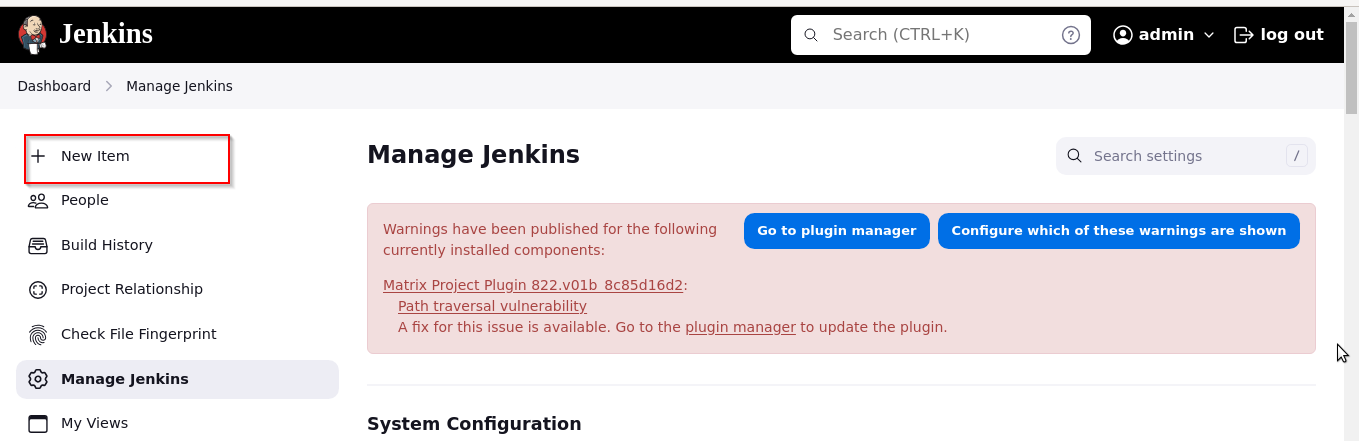 Jenkins
Search (CTRL+K)
?
admin
log out
Dashboard
Manage Jenkins
New Item
People
Build History
Project Relationship
Check File Fingerprint
Manage Jenkins
My Views
Manage Jenkins
Search settings
/
Warnings have been published for the following
currently installed components:
Go to plugin manager
Configure which of these warnings are shown
Matrix Project Plugin 822.v01b_8c85d16d2:
Path traversal vulnerability
A fix for this issue is available. Go to the plugin manager to update the plugin.
System Configuration